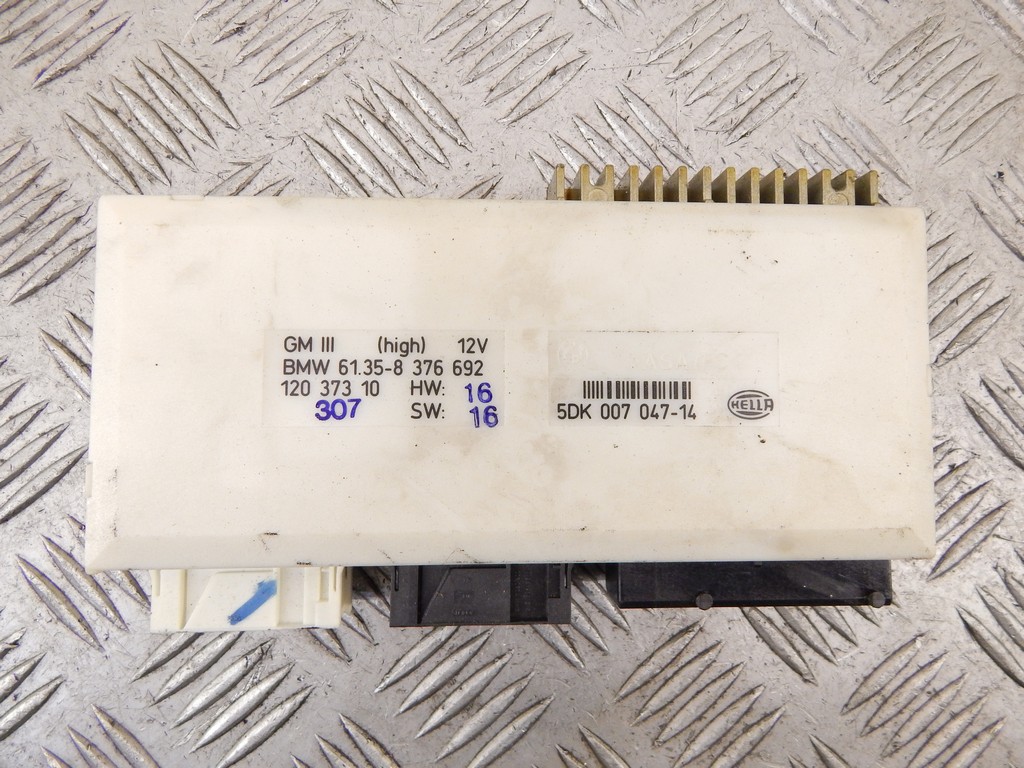 GM III (high) 12V
BMW 61.35-8 376 692
120 373 10 HW: 16
307 SW: 16
5DK 007 047-14
HELLA